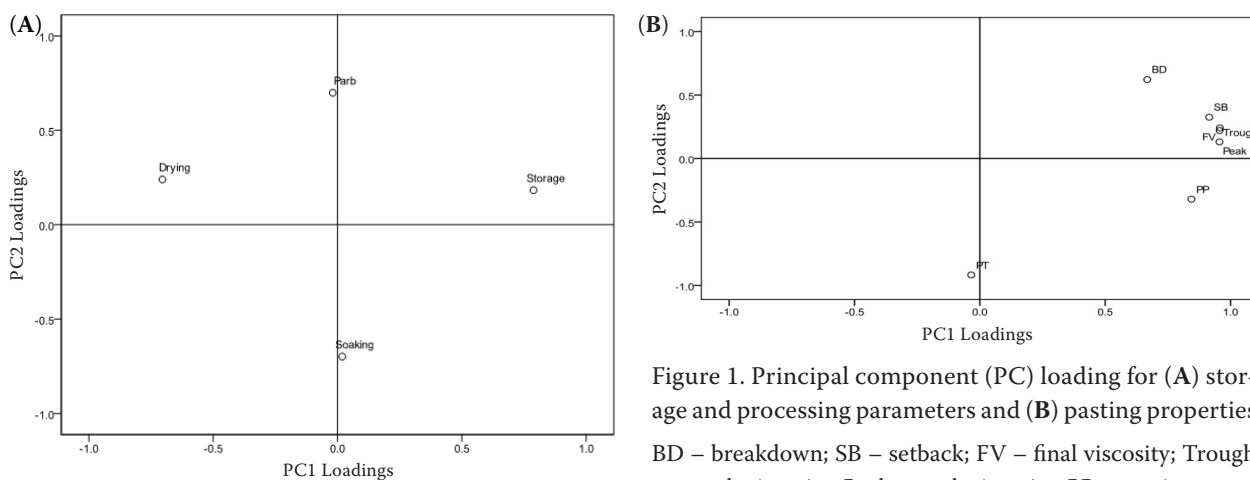 (A)
1.0
0.5
0.0
-0.5
-1.0
PC2 Loadings
Parb
Drying
Storage
Soaking
-1.0 -0.5 0.0 0.5 1.0
PC1 Loadings
(B)
1.0
0.5
0.0
-0.5
-1.0
PC2 Loadings
BD
SB
FV Troug
Peak
PP
PT
-1.0 -0.5 0.0 0.5 1.0
PC1 Loadings
Figure 1. Principal component (PC) loading for (A) stor-
age and processing parameters and (B) pasting properties
BD – breakdown; SB – setback; FV – final viscosity; Trough